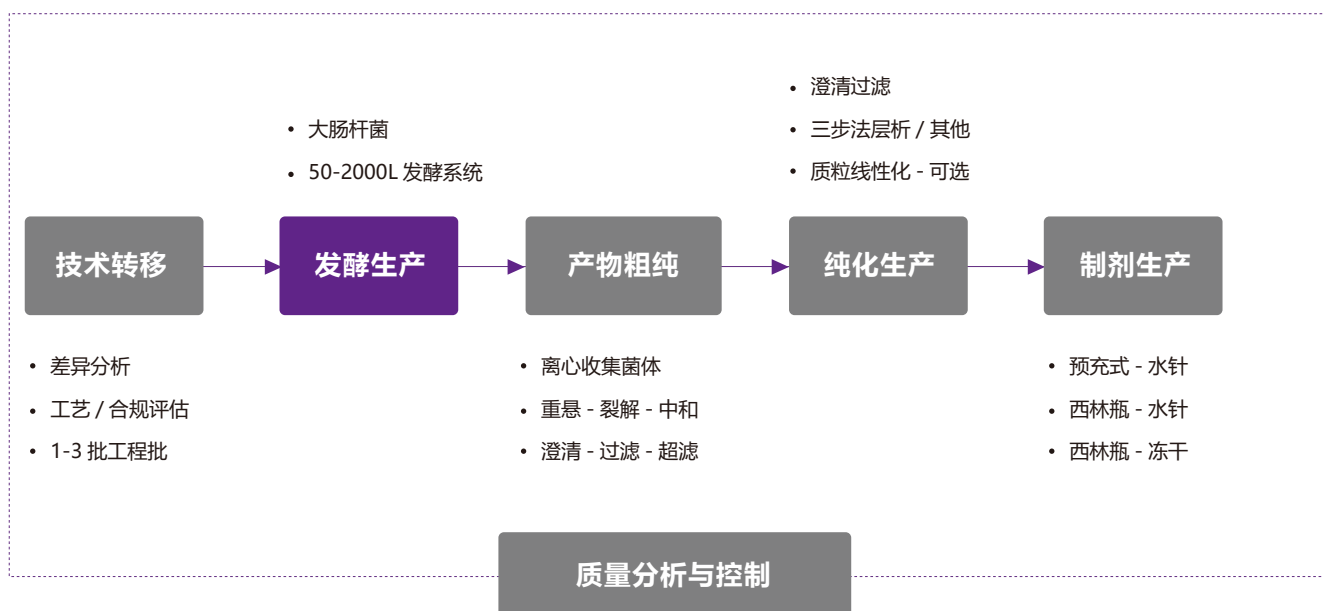 • 澄清过滤
• 大肠杆菌
• 三步法层析 / 其他
• 50-2000L 发酵系统
• 质粒线性化 - 可选
技术转移
发酵生产
产物粗纯
纯化生产
制剂生产
• 差异分析
• 工艺 / 合规评估
• 1-3 批工程批
• 离心收集菌体
• 重悬 - 裂解 - 中和
• 澄清 - 过滤 - 超滤
• 预充式 - 水针
• 西林瓶 - 水针
• 西林瓶 - 冻干
质量分析与控制